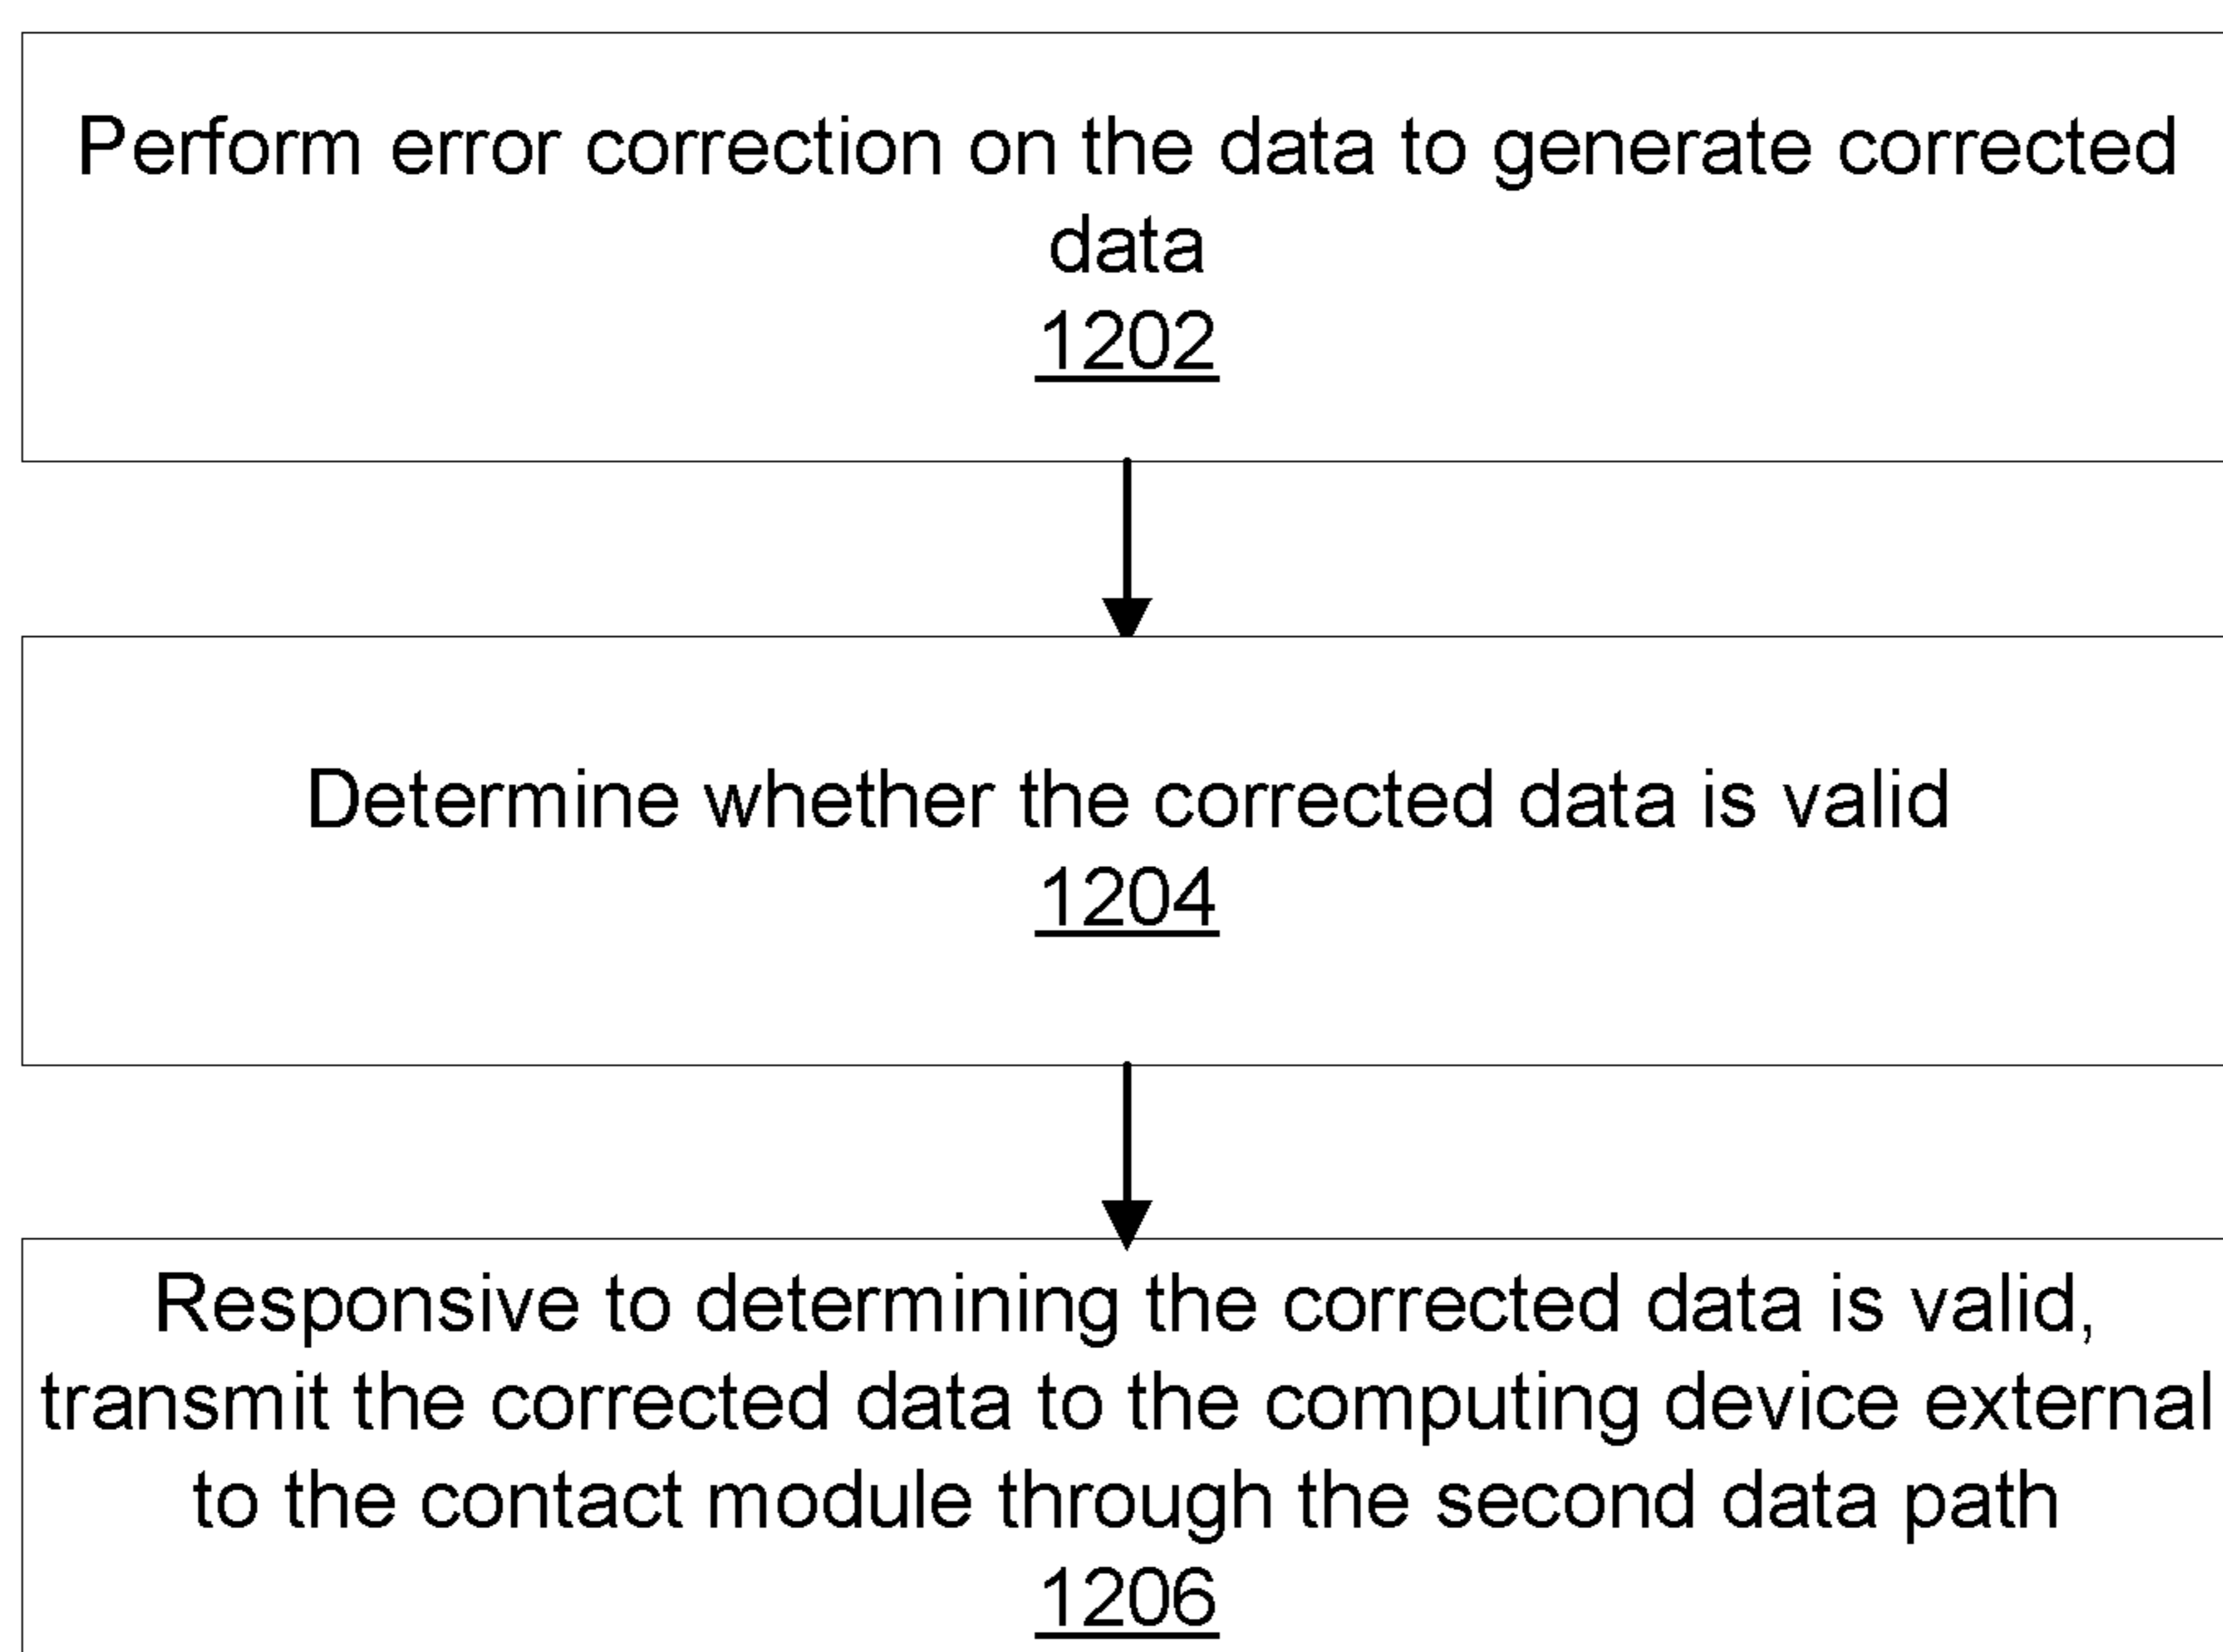 Perform error correction on the data to generate corrected
data
1202
Determine whether the corrected data is valid
1204
Responsive to determining the corrected data is valid,
transmit the corrected data to the computing device external
to the contact module through the second data path
1206